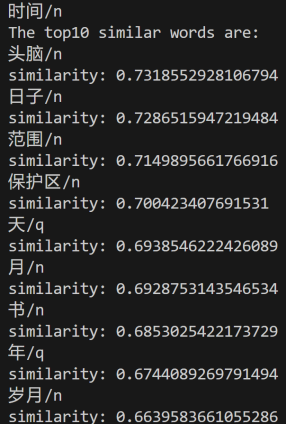 时间/n
The top10 similar words are:
头脑/n
similarity: 0.7318552928106794
日子/n
similarity: 0.7286515947219484
范围/n
similarity: 0.7149895661766916
保护区/n
similarity: 0.700423407691531
天/q
similarity: 0.6938546222426089
月/n
similarity: 0.6928753143546534
书/n
similarity: 0.6853025422173729
年/q
similarity: 0.6744089269791494
岁月/n
similarity: 0.6639583661055286